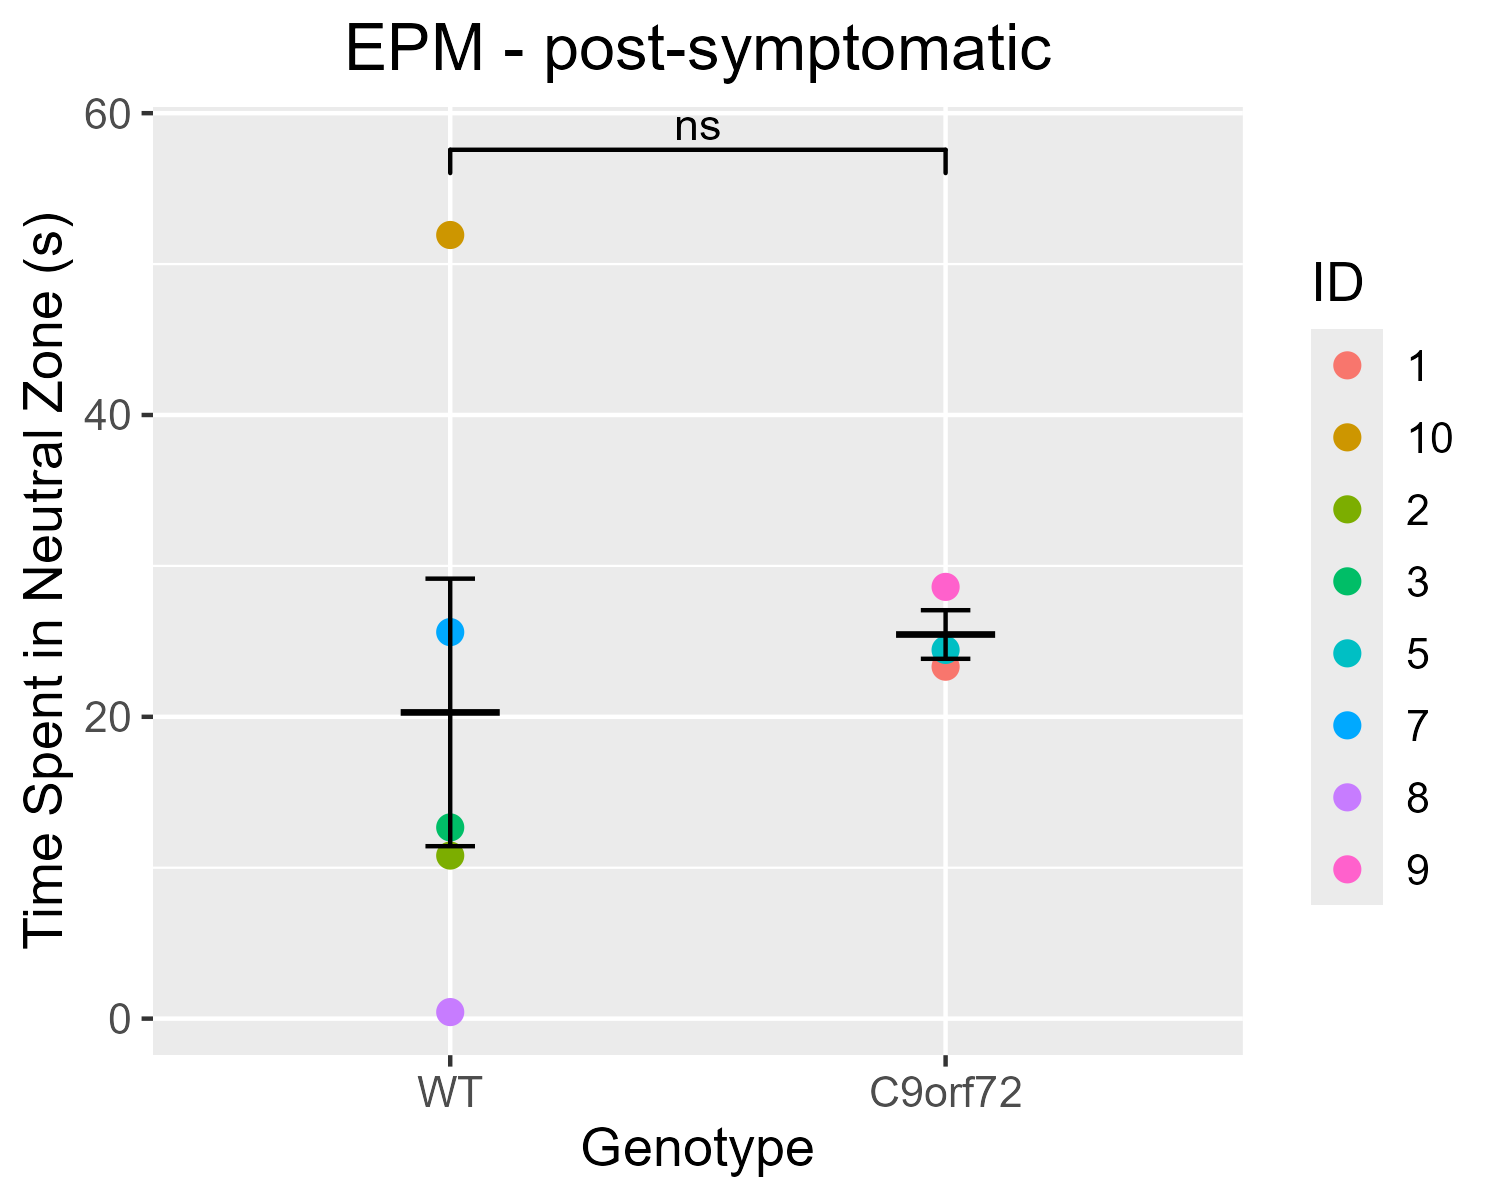 EPM - post-symptomatic
ns
60
40
20
0
Time Spent in Neutral Zone (s)
WT
C9orf72
Genotype
ID
1
10
2
3
5
7
8
9